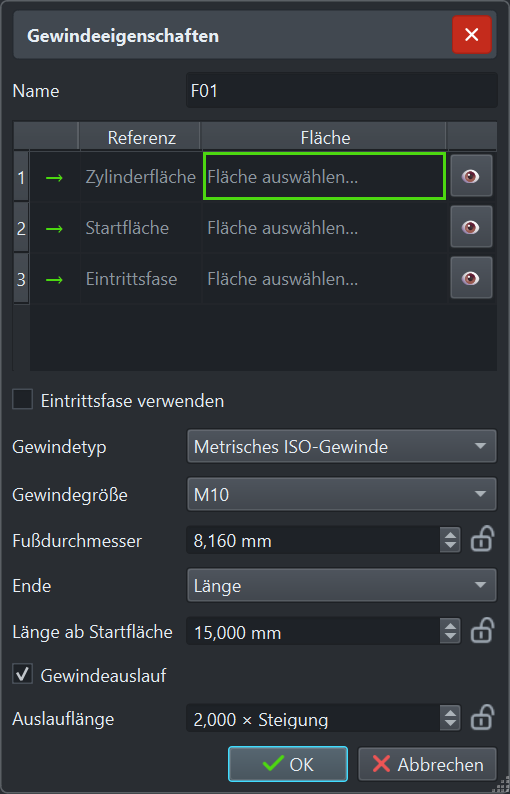 Gewindeeigenschaften
Name F01
Referenz Fläche
1 → Zylinderfläche Fläche auswählen...
2 → Startfläche Fläche auswählen...
3 → Eintrittsfase Fläche auswählen...
Eintrittsfase verwenden
Gewindetyp Metrisches ISO-Gewinde
Gewindegröße M10
Fußdurchmesser 8,160 mm
Ende Länge
Länge ab Startfläche 15,000 mm
Gewindeauslauf
Auslauflänge 2,000 × Steigung
OK Abbrechen